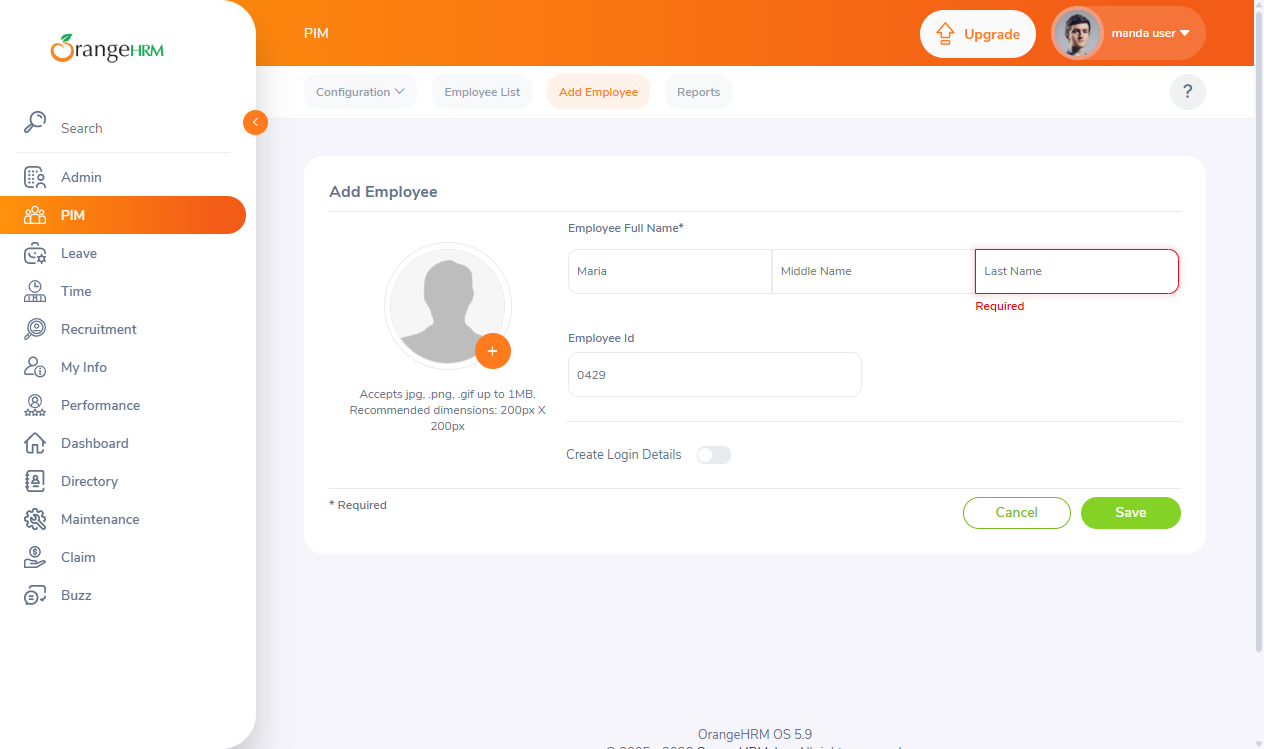 OrangeHRM
PIM
Upgrade
manda user
Configuration
Employee List
Add Employee
Reports
?
Search
Admin
PIM
Leave
Time
Recruitment
My Info
Performance
Dashboard
Directory
Maintenance
Claim
Buzz
Add Employee
Employee Full Name*
Maria
Middle Name
Last Name
Required
Employee Id
0429
Accepts jpg, .png, .gif up to 1MB.
Recommended dimensions: 200px X
200px
Create Login Details
* Required
Cancel
Save
OrangeHRM OS 5.9